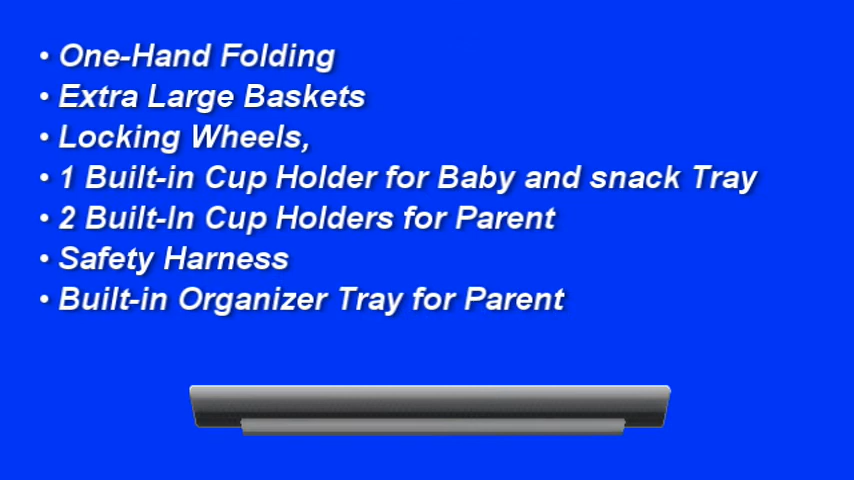 • One-Hand Folding
• Extra Large Baskets
• Locking Wheels,
• 1 Built-in Cup Holder for Baby and snack Tray
• 2 Built-In Cup Holders for Parent
• Safety Harness
• Built-in Organizer Tray for Parent